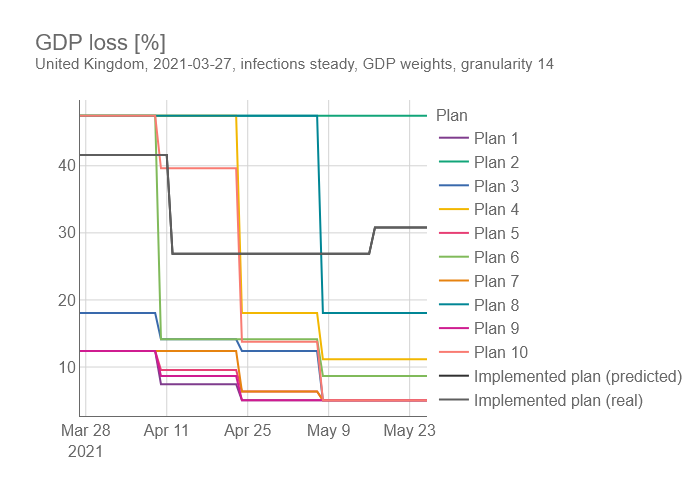 GDP loss [%]
United Kingdom, 2021-03-27, infections steady, GDP weights, granularity 14
Plan
Plan 1
Plan 2
Plan 3
Plan 4
Plan 5
Plan 6
Plan 7
Plan 8
Plan 9
Plan 10
Implemented plan (predicted)
Implemented plan (real)
40
30
20
10
Mar 28
2021
Apr 11
Apr 25
May 9
May 23